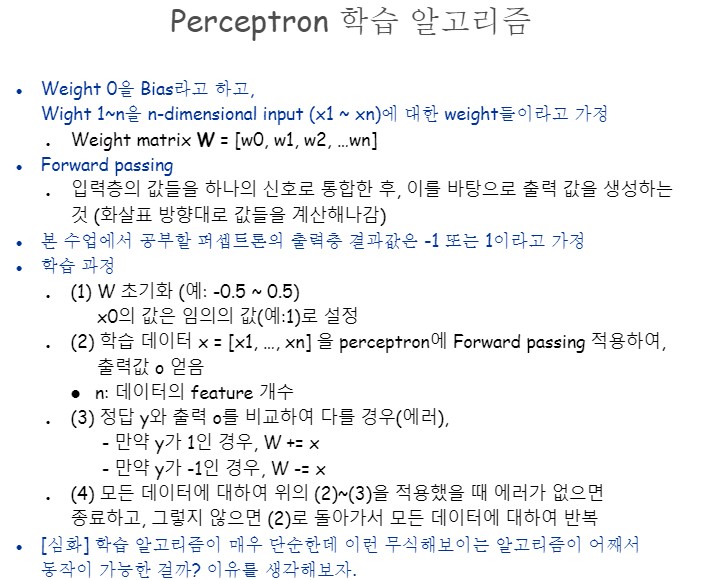 Perceptron 학습 알고리즘
• Weight 0을 Bias라고 하고,
Wight 1~n을 n-dimensional input (x1 ~ xn)에 대한 weight들이라고 가정
• Weight matrix W = [w0, w1, w2, …wn]
• Forward passing
• 입력층의 값들을 하나의 신호로 통합한 후, 이를 바탕으로 출력 값을 생성하는
것 (화살표 방향대로 값들을 계산해나감)
• 본 수업에서 공부할 퍼셉트론의 출력층 결과값은 -1 또는 1이라고 가정
• 학습 과정
• (1) W 초기화 (예: -0.5 ~ 0.5)
x0의 값은 임의의 값(예:1)로 설정
• (2) 학습 데이터 x = [x1, …, xn] 을 perceptron에 Forward passing 적용하여,
출력값 o 얻음
● n: 데이터의 feature 개수
• (3) 정답 y와 출력 o를 비교하여 다를 경우(에러),
- 만약 y가 1인 경우, W += x
- 만약 y가 -1인 경우, W -= x
• (4) 모든 데이터에 대하여 위의 (2)~(3)을 적용했을 때 에러가 없으면
종료하고, 그렇지 않으면 (2)로 돌아가서 모든 데이터에 대하여 반복
• [심화] 학습 알고리즘이 매우 단순한데 이런 무식해보이는 알고리즘이 어째서
동작이 가능한 걸까? 이유를 생각해보자.